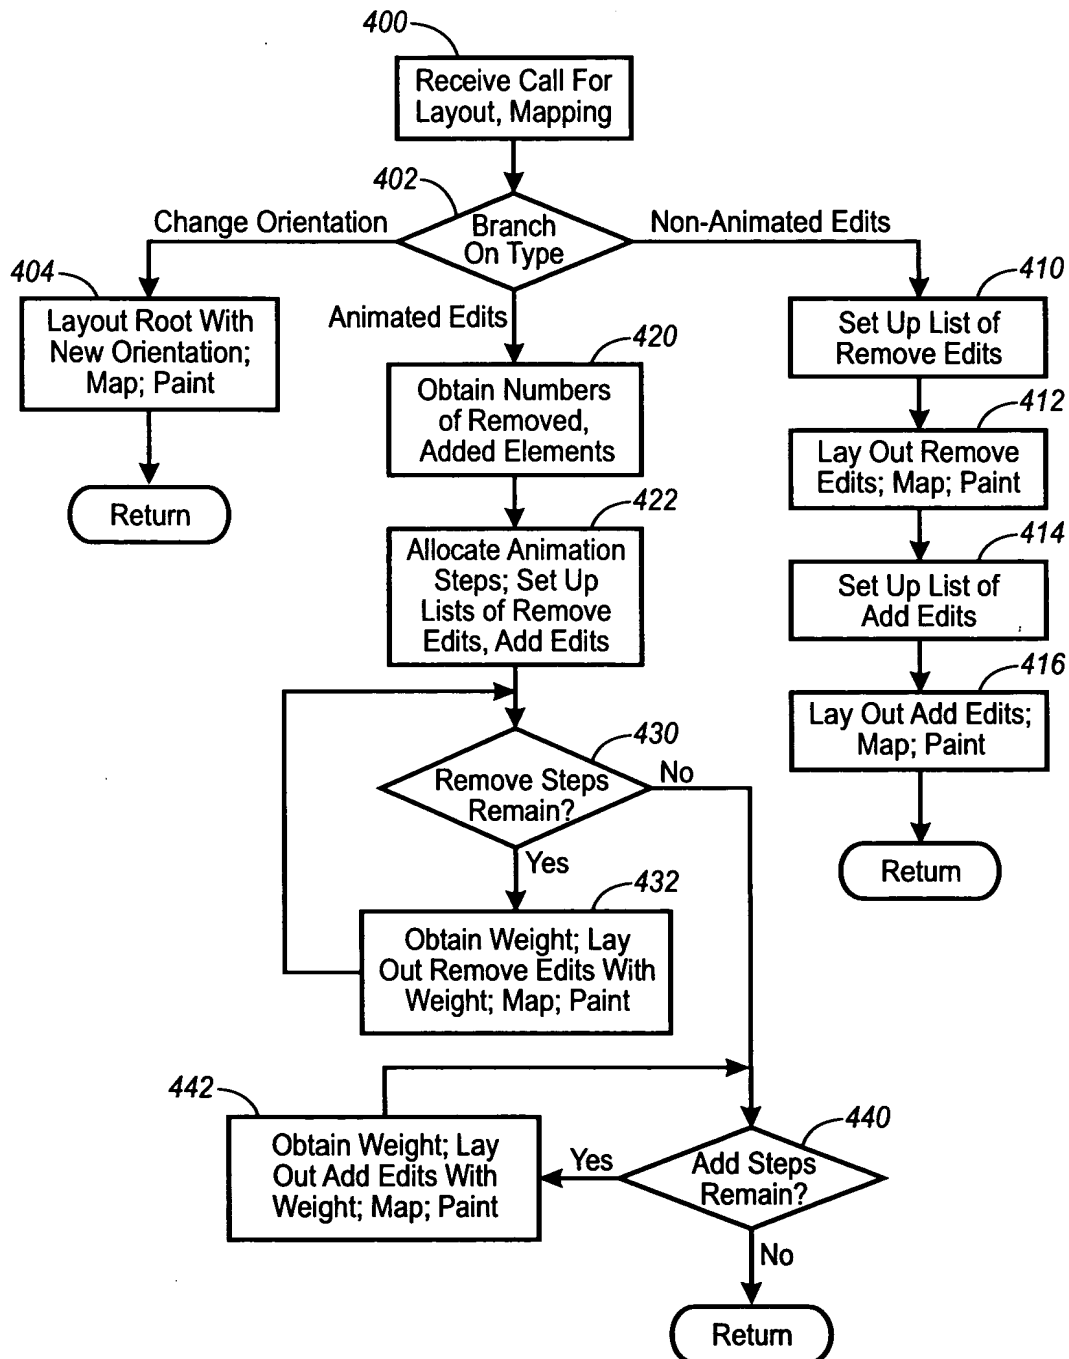 400
Receive Call For
Layout, Mapping
402
Branch
On Type
Change Orientation
Non-Animated Edits
Animated Edits
404
Layout Root With
New Orientation;
Map; Paint
Return
420
Obtain Numbers
of Removed,
Added Elements
422
Allocate Animation
Steps; Set Up
Lists of Remove
Edits, Add Edits
430
Remove Steps
Remain?
No
Yes
432
Obtain Weight; Lay
Out Remove Edits With
Weight; Map; Paint
442
Obtain Weight; Lay
Out Add Edits With
Weight; Map; Paint
440
Add Steps
Remain?
Yes
No
Return
410
Set Up List of
Remove Edits
412
Lay Out Remove
Edits; Map; Paint
414
Set Up List of
Add Edits
416
Lay Out Add Edits;
Map; Paint
Return